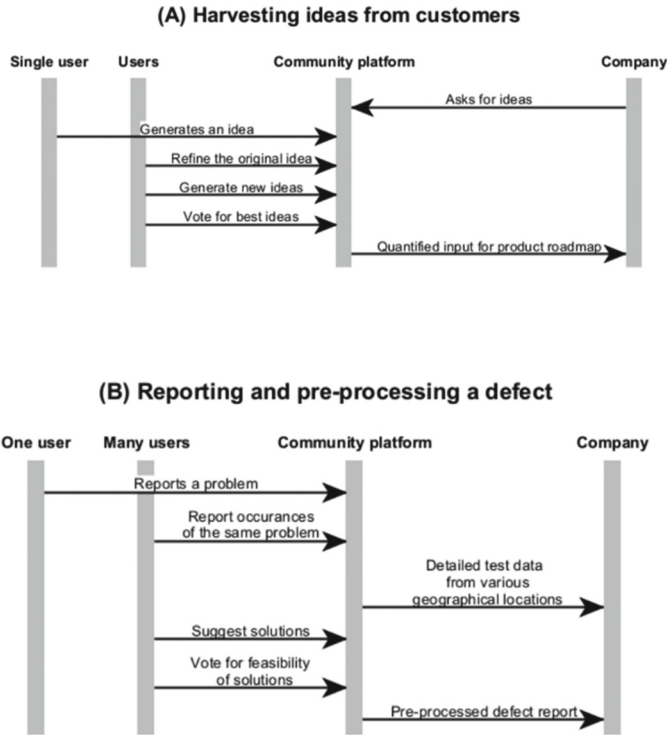 (A) Harvesting ideas from customers
Single user Users Community platform Company
Asks for ideas
Generates an idea
Refine the original idea
Generate new ideas
Vote for best ideas
Quantified input for product roadmap
(B) Reporting and pre-processing a defect
One user Many users Community platform Company
Reports a problem
Report occurances
of the same problem
Detailed test data
from various
geographical locations
Suggest solutions
Vote for feasibility
of solutions
Pre-processed defect report